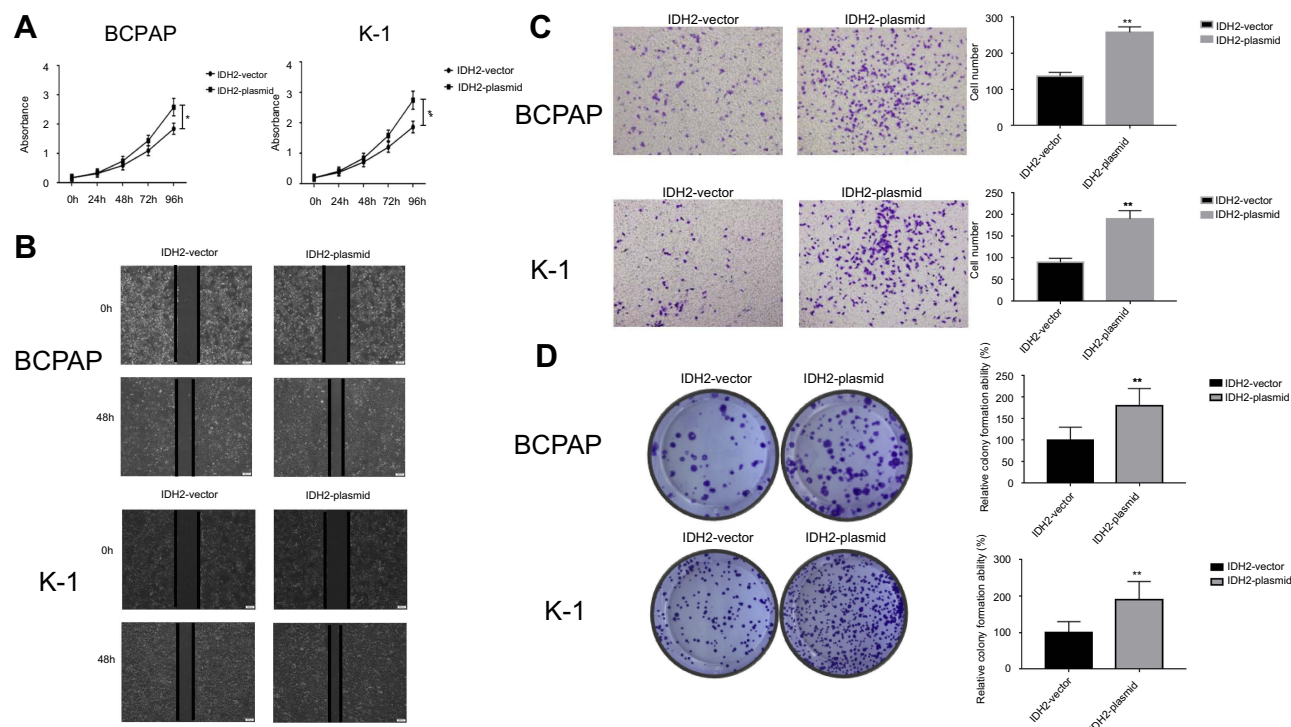 A
BCPAP
K-1
4
3
2
1
0
Absorbance
0h 24h 48h 72h 96h
IDH2-vector
IDH2-plasmid
*
4
3
2
1
0
Absorbance
0h 24h 48h 72h 96h
IDH2-vector
IDH2-plasmid
B
IDH2-vector IDH2-plasmid
0h
BCPAP
48h
IDH2-vector IDH2-plasmid
0h
K-1
48h
C
IDH2-vector IDH2-plasmid
BCPAP
300
200
100
0
Cell number
**
IDH2-vector
IDH2-plasmid
IDH2-vector
IDH2-plasmid
IDH2-vector IDH2-plasmid
K-1
250
200
150
100
50
0
Cell number
**
IDH2-vector
IDH2-plasmid
IDH2-vector
IDH2-plasmid
D
IDH2-vector IDH2-plasmid
BCPAP
250
200
150
100
50
0
Relative colony formation ability (%)
**
IDH2-vector
IDH2-plasmid
IDH2-vector
IDH2-plasmid
IDH2-vector IDH2-plasmid
K-1
300
200
100
0
Relative colony formation ability (%)
**
IDH2-vector
IDH2-plasmid
IDH2-vector
IDH2-plasmid